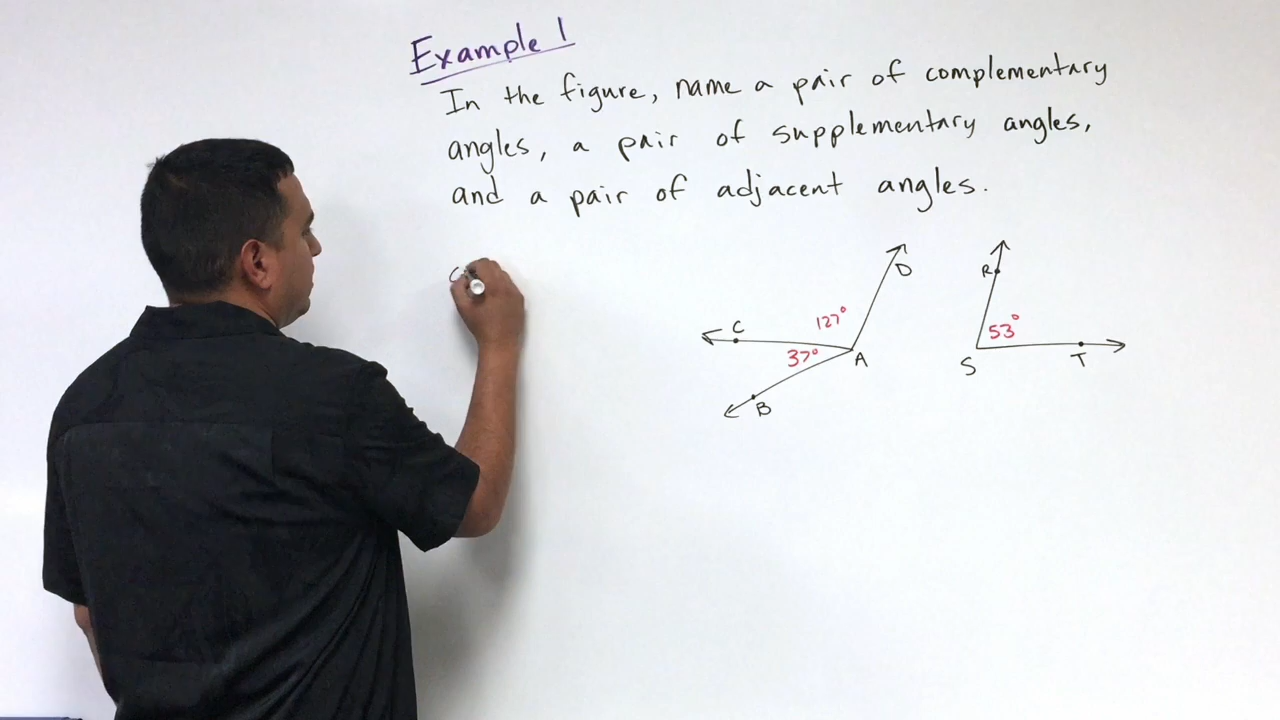 Example 1
In the figure, name a pair of complementary
angles, a pair of supplementary angles,
and a pair of adjacent angles.
D
R
127°
C
53°
37°
A
S
T
B